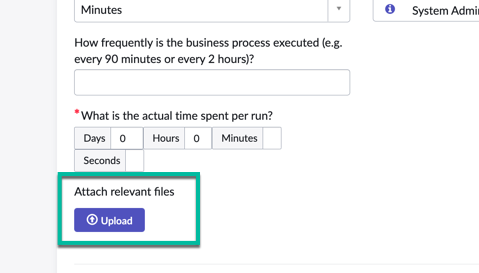 Minutes
System Admi
How frequently is the business process executed (e.g.
every 90 minutes or every 2 hours)?
* What is the actual time spent per run?
Days 0 Hours 0 Minutes
Seconds
Attach relevant files
Upload